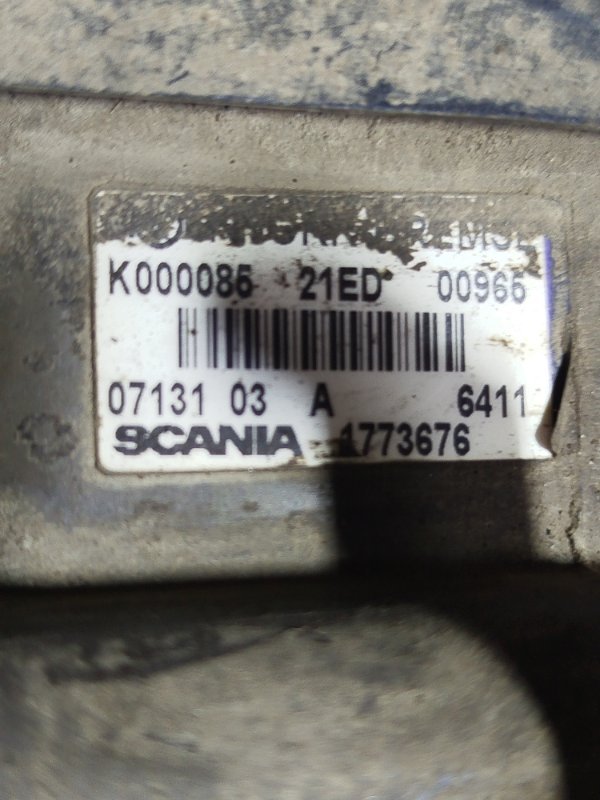 K000085 21ED 00966
07131 03 A 6411
SCANIA 1773676